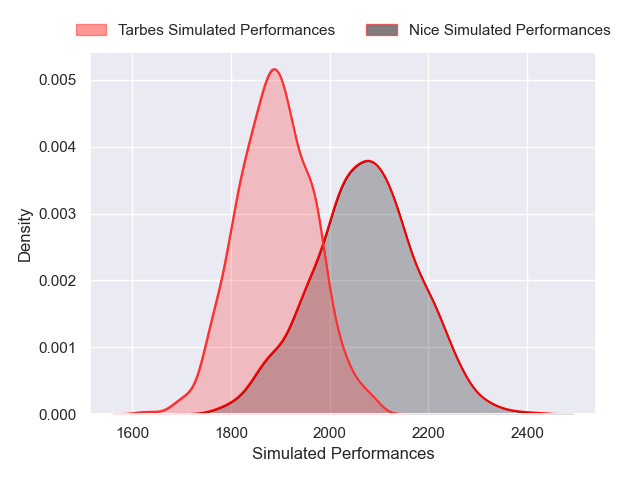 Tarbes Simulated Performances Nice Simulated Performances
0.005
0.004
0.003
0.002
0.001
0.000
Density
1600 1800 2000 2200 2400
Simulated Performances